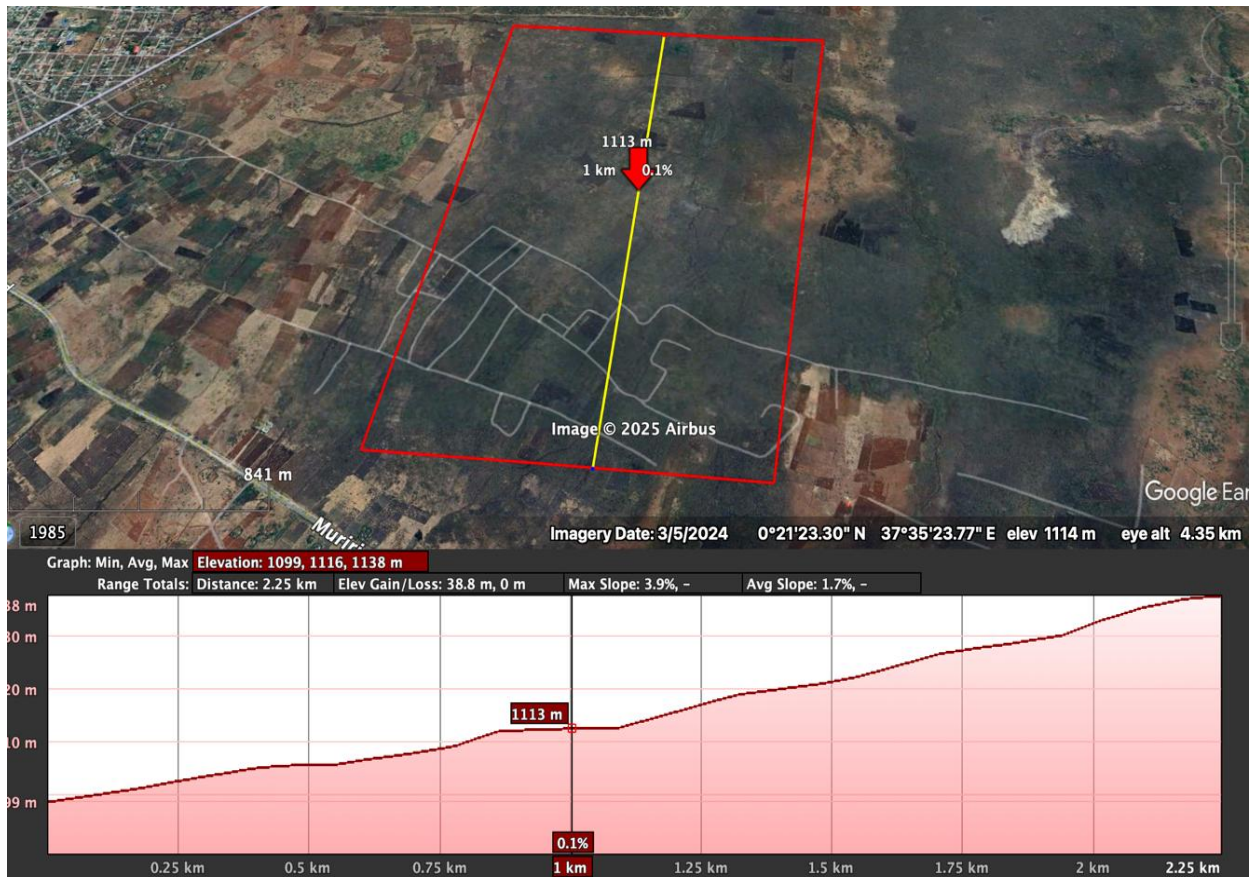 1113 m
1 km 0.1%
Image © 2025 Airbus
841 m
Google Ear
1985
Imagery Date: 3/5/2024 0°21'23.30" N 37°35'23.77" E elev 1114 m eye alt 4.35 km
Graph: Min, Avg, Max Elevation: 1099, 1116, 1138 m
Range Totals: Distance: 2.25 km Elev Gain/Loss: 38.8 m, 0 m Max Slope: 3.9%, – Avg Slope: 1.7%, –
38 m
30 m
20 m
1113 m
10 m
99 m
0.1%
0.25 km 0.5 km 0.75 km 1 km 1.25 km 1.5 km 1.75 km 2 km 2.25 km